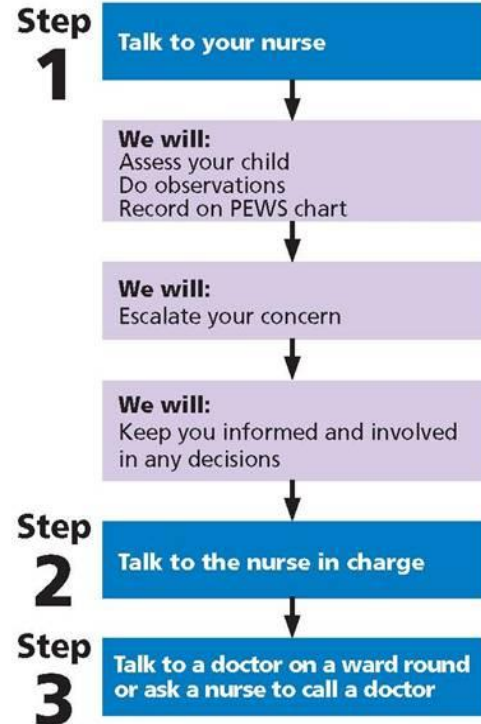 Step
1
Talk to your nurse
We will:
Assess your child
Do observations
Record on PEWS chart
We will:
Escalate your concern
We will:
Keep you informed and involved
in any decisions
Step
2
Talk to the nurse in charge
Step
3
Talk to a doctor on a ward round
or ask a nurse to call a doctor